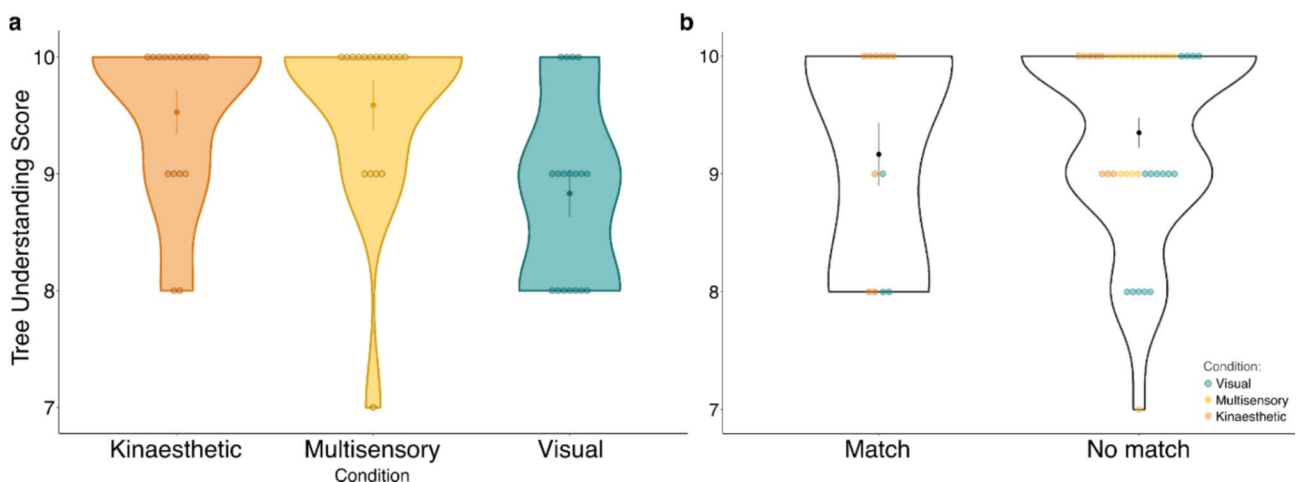 a
b
Tree Understanding Score
10
9
8
7
Kinaesthetic
Multisensory
Visual
Condition
10
9
8
7
Match
No match
Condition:
Visual
Multisensory
Kinaesthetic